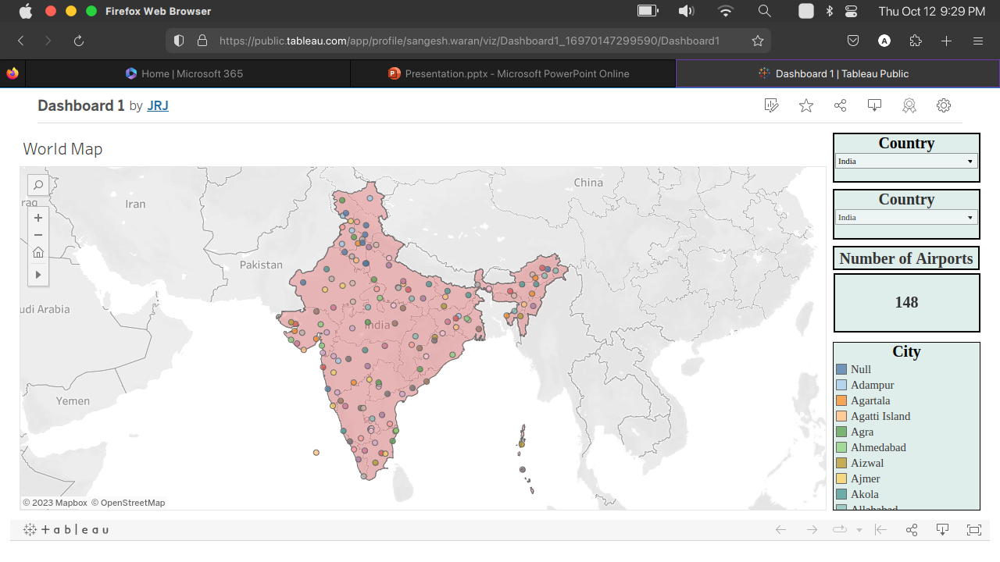 Firefox Web Browser
Thu Oct 12 9:29 PM
https://public.tableau.com/app/profile/sangesh.waran/viz/Dashboard1_16970147299590/Dashboard1
A
Home | Microsoft 365
Presentation.pptx - Microsoft PowerPoint Online
Dashboard 1 | Tableau Public
Dashboard 1 by JRJ
World Map
China
Iran
raq
Pakistan
udi Arabia
India
Yemen
© 2023 Mapbox © OpenStreetMap
Country
India
Country
India
Number of Airports
148
City
Null
Adampur
Agartala
Agatti Island
Agra
Ahmedabad
Aizwal
Ajmer
Akola
Allahabad
+ a b | e a u